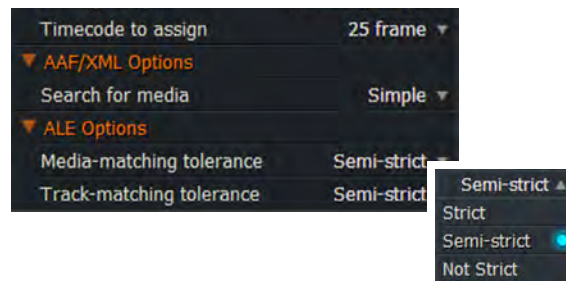 Timecode to assign 25 frame
AAF/XML Options
Search for media Simple
ALE Options
Media-matching tolerance Semi-strict
Track-matching tolerance Semi-strict
Semi-strict
Strict
Semi-strict
Not Strict